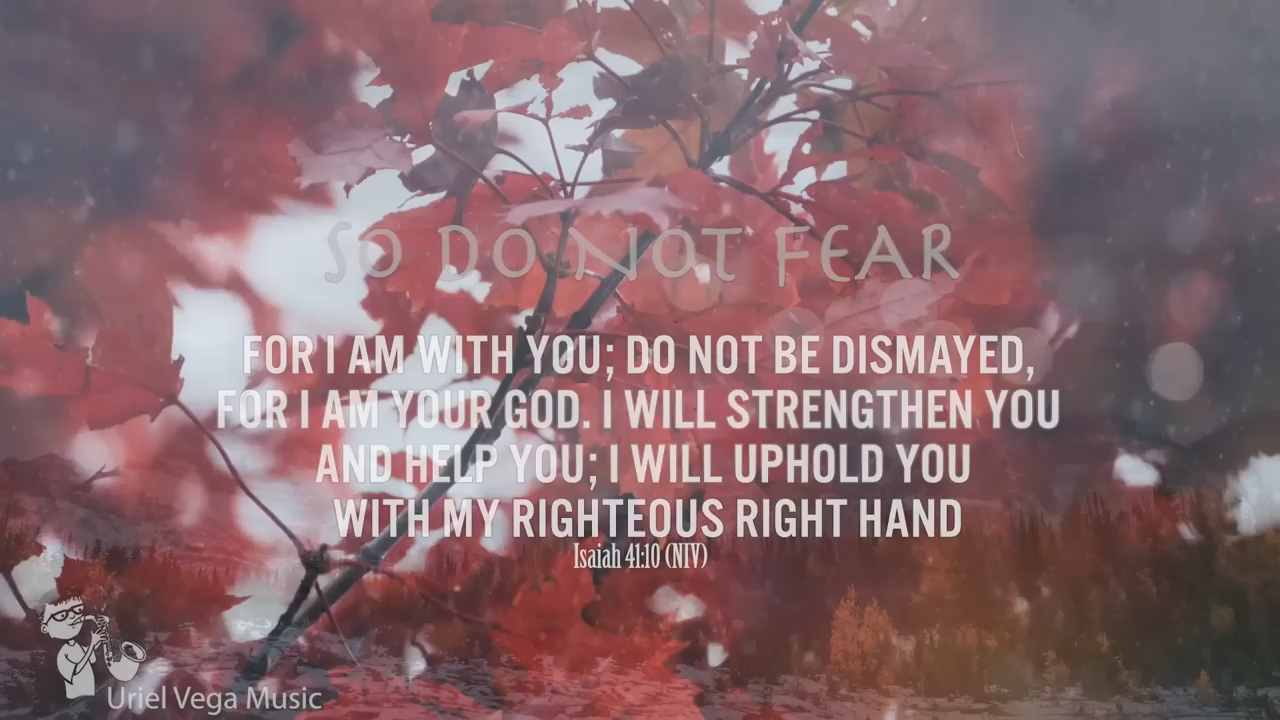 SO DO NOT FEAR
FOR I AM WITH YOU; DO NOT BE DISMAYED,
FOR I AM YOUR GOD. I WILL STRENGTHEN YOU
AND HELP YOU; I WILL UPHOLD YOU
WITH MY RIGHTEOUS RIGHT HAND
Isaiah 41:10 (NIV)
Uriel Vega Music